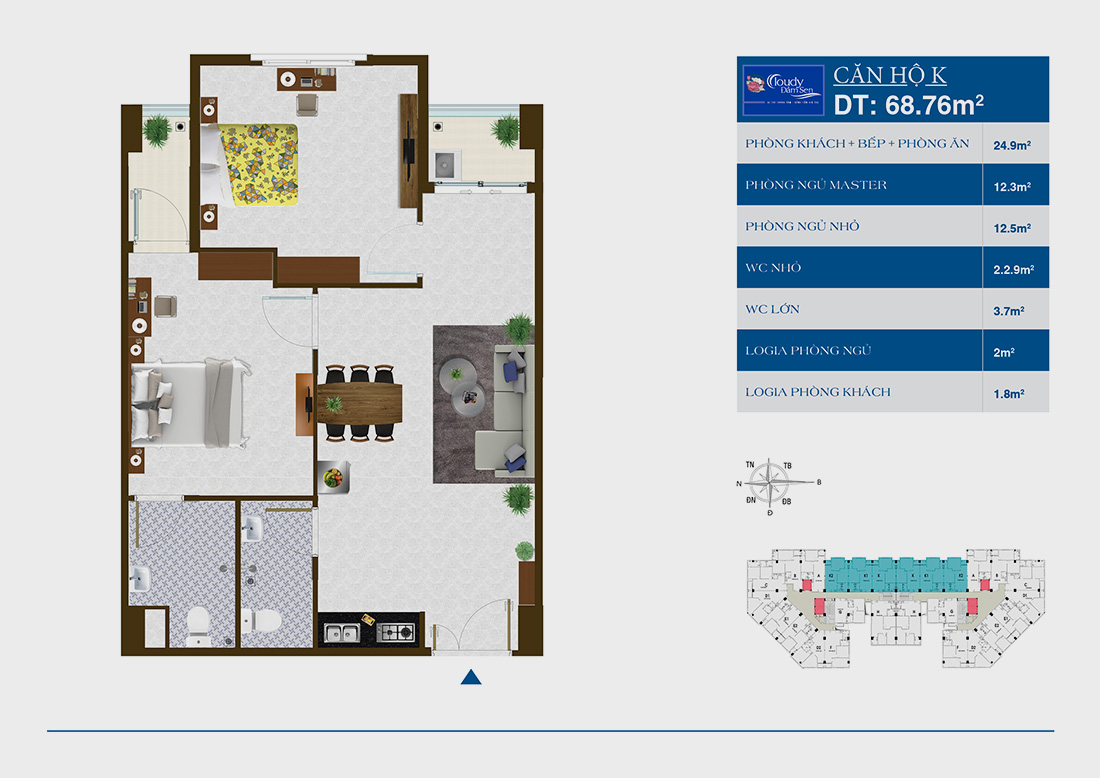 Cloudy
Đầm Sen
CĂN HỘ K
DT: 68.76m²
PHÒNG KHÁCH + BẾP + PHÒNG ĂN 24.9m²
PHÒNG NGỦ MASTER 12.3m²
PHÒNG NGỦ NHỎ 12.5m²
WC NHỎ 2.2.9m²
WC LỚN 3.7m²
LOGIA PHÒNG NGỦ 2m²
LOGIA PHÒNG KHÁCH 1.8m²
TN TB
N B
ĐN ĐB
Đ